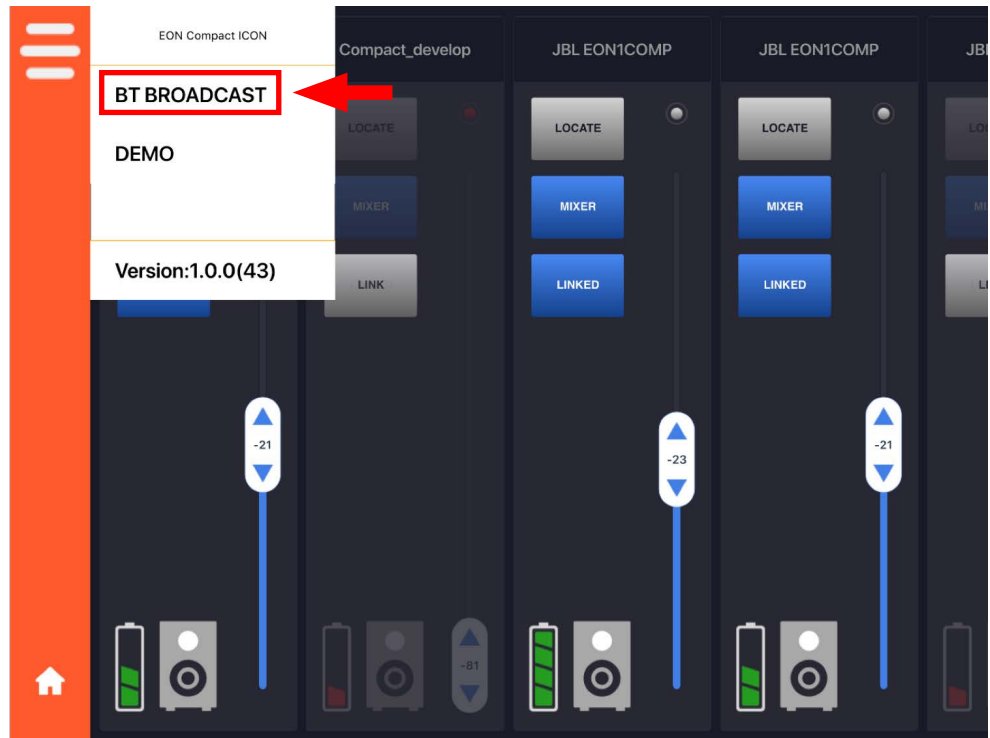 EON Compact ICON
BT BROADCAST
DEMO
Version:1.0.0(43)
Compact_develop
LOCATE
MIXER
LINK
-81
JBL EON1COMP
LOCATE
MIXER
LINKED
-23
JBL EON1COMP
LOCATE
MIXER
LINKED
-21
-21